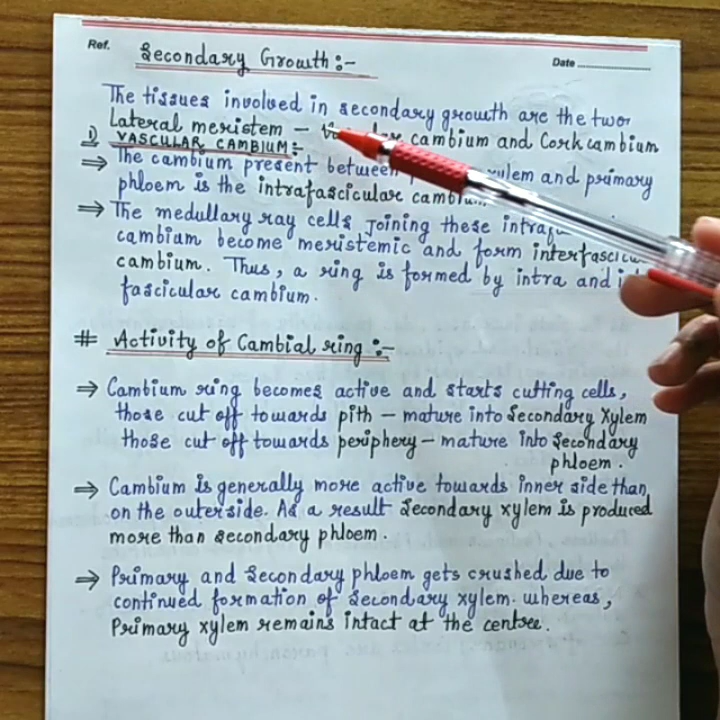 Ref.
Date
Secondary Growth :-
The tissues involved in secondary growth are the two
Lateral meristem – cambium and Cork cambium
1) VASCULAR CAMBIUM :-
⇒ The cambium present between xylem and primary
phloem is the intrafascicular
⇒ The medullary ray cells joining these
cambium become meristemic and form
cambium. Thus, a ring is formed by intra and
fascicular cambium.
# Activity of Cambial ring :-
⇒ Cambium ring becomes active and starts cutting cells,
those cut off towards pith – mature into Secondary Xylem
those cut off towards periphery – mature into Secondary
phloem.
⇒ Cambium is generally more active towards inner side than
on the outerside. As a result Secondary xylem is produced
more than secondary phloem.
⇒ Primary and Secondary phloem gets crushed due to
continued formation of Secondary xylem. whereas,
Primary xylem remains intact at the centre.